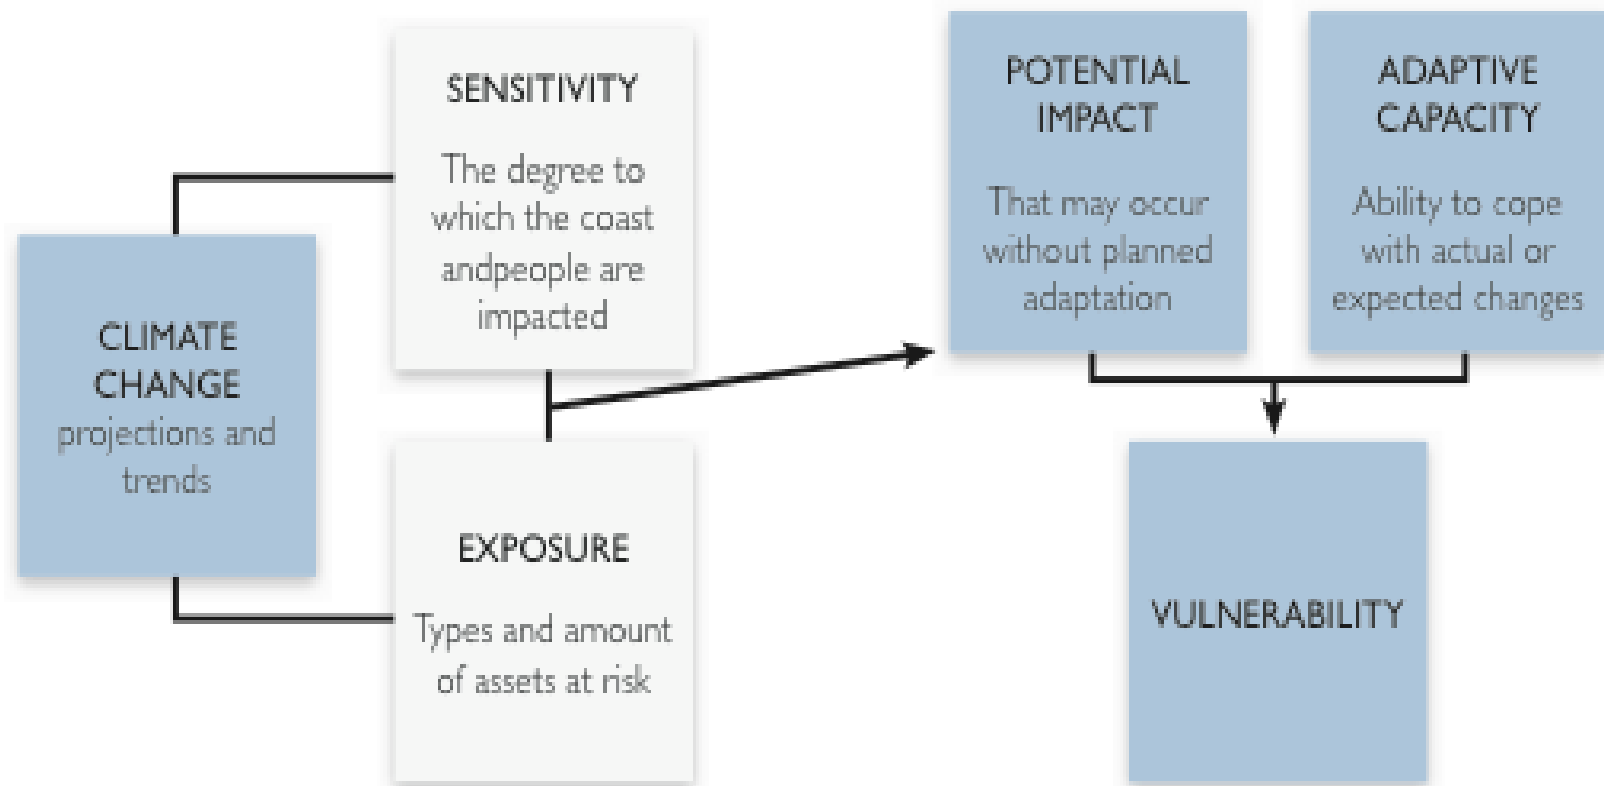 SENSITIVITY
The degree to
which the coast
andpeople are
impacted
CLIMATE
CHANGE
projections and
trends
EXPOSURE
Types and amount
of assets at risk
POTENTIAL
IMPACT
That may occur
without planned
adaptation
ADAPTIVE
CAPACITY
Ability to cope
with actual or
expected changes
VULNERABILITY